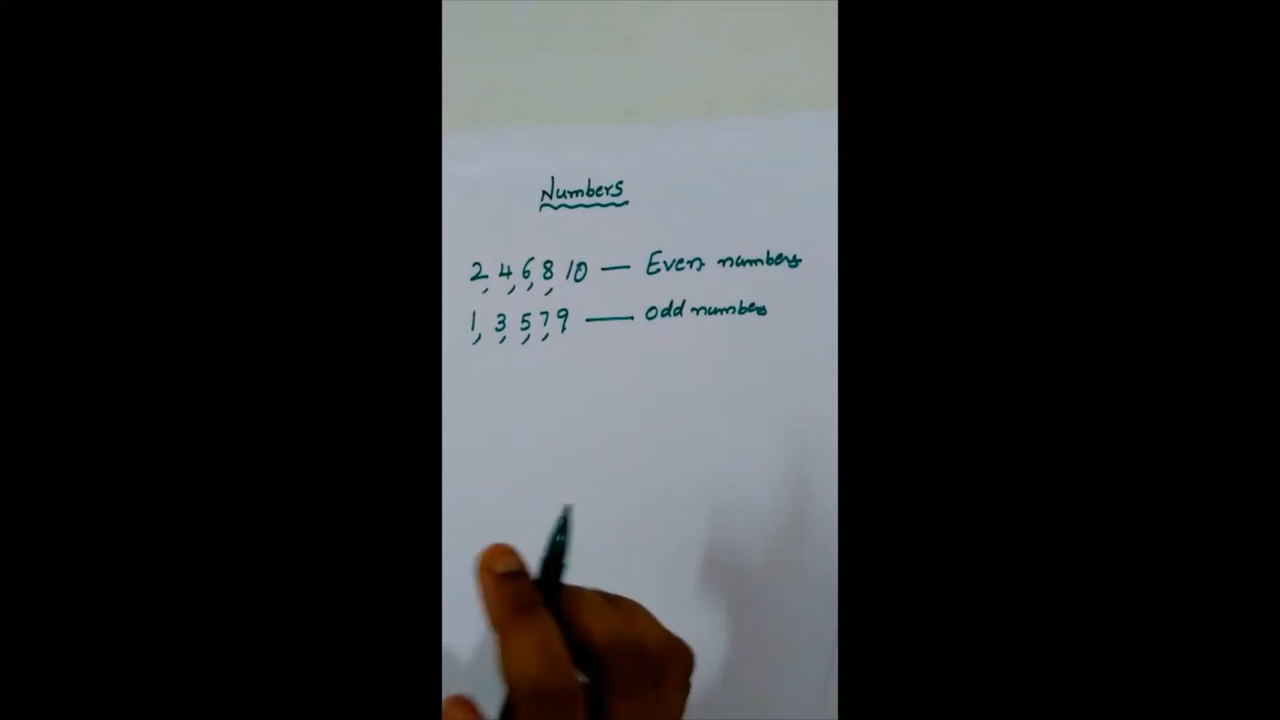 Numbers
2, 4, 6, 8, 10 — Even numbers
1, 3, 5, 7, 9 — odd numbers